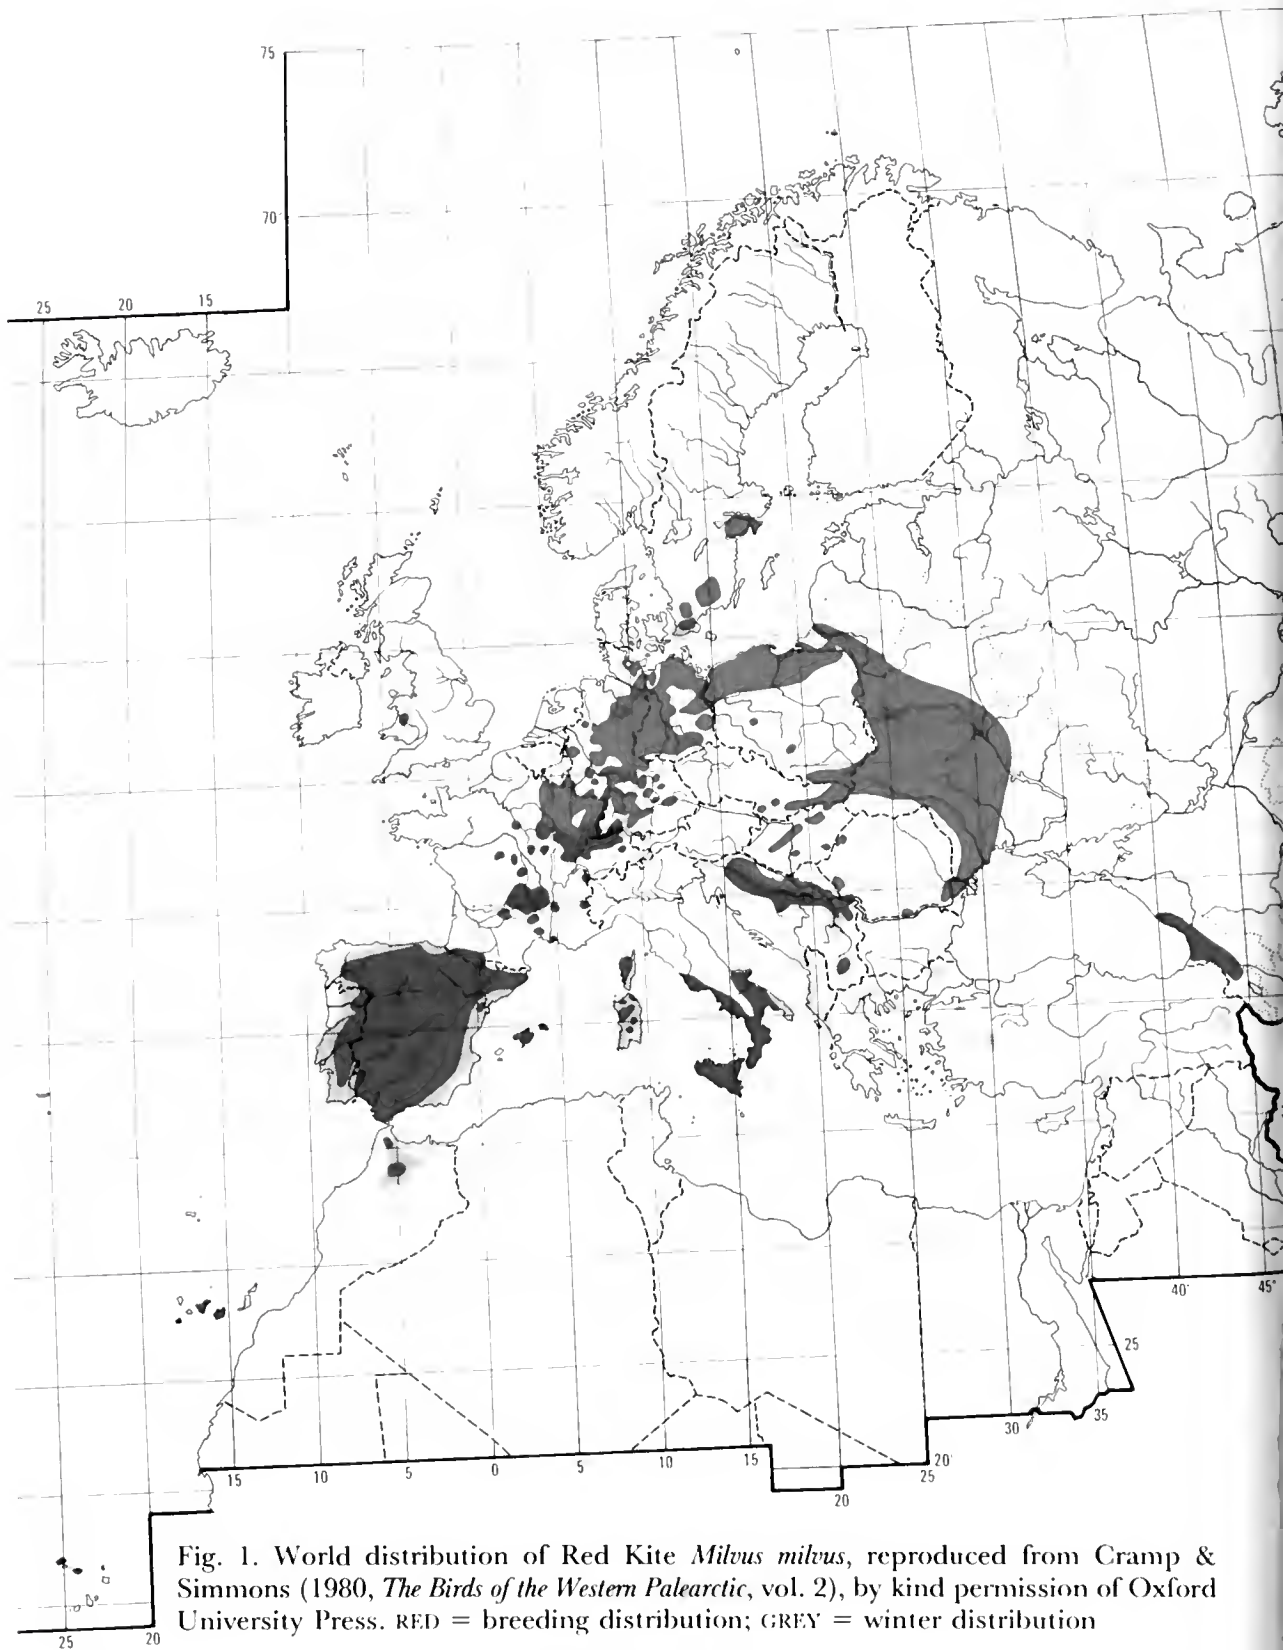 75
70
25 20 15
40 45°
25
35
30
20
25
15 10 5 0 5 10 15
20
Fig. 1. World distribution of Red Kite Milvus milvus, reproduced from Cramp &
Simmons (1980, The Birds of the Western Palearctic, vol. 2), by kind permission of Oxford
University Press. RED = breeding distribution; GREY = winter distribution
25 20